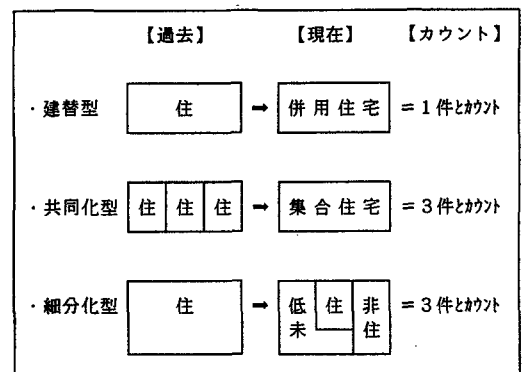 【過去】 【現在】 【カウント】
・建替型 住 ➡ 併用住宅 = 1件とカウント
・共同化型 住 住 住 ➡ 集合住宅 = 3件とカウント
・細分化型 住 ➡ 低未 住 非住 = 3件とカウント